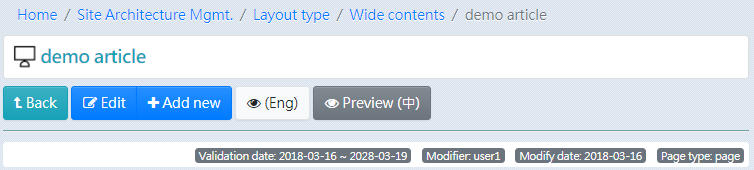 Home / Site Architecture Mgmt. / Layout type / Wide contents / demo article
demo article
Back Edit Add new (Eng) Preview (中)
Validation date: 2018-03-16 ~ 2028-03-19 Modifier: user1 Modify date: 2018-03-16 Page type: page